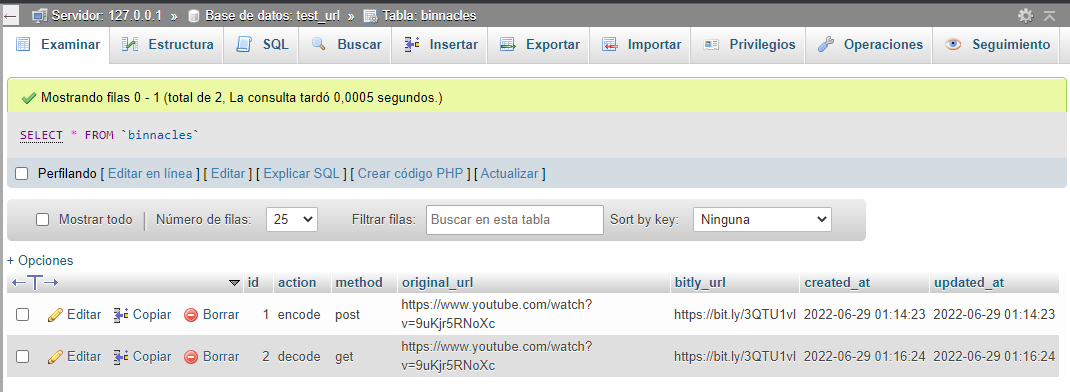 Servidor: 127.0.0.1 » Base de datos: test_url » Tabla: binnacles
Examinar Estructura SQL Buscar Insertar Exportar Importar Privilegios Operaciones Seguimiento
Mostrando filas 0 - 1 (total de 2, La consulta tardó 0,0005 segundos.)
SELECT * FROM `binnacles`
Perfilando [ Editar en línea ] [ Editar ] [ Explicar SQL ] [ Crear código PHP ] [ Actualizar ]
Mostrar todo Número de filas: 25 Filtrar filas: Buscar en esta tabla Sort by key: Ninguna
+ Opciones
←T→ id action method original_url bitly_url created_at updated_at
Editar Copiar Borrar 1 encode post https://www.youtube.com/watch?
v=9uKjr5RNoXc https://bit.ly/3QTU1vI 2022-06-29 01:14:23 2022-06-29 01:14:23
Editar Copiar Borrar 2 decode get https://www.youtube.com/watch?
v=9uKjr5RNoXc https://bit.ly/3QTU1vI 2022-06-29 01:16:24 2022-06-29 01:16:24